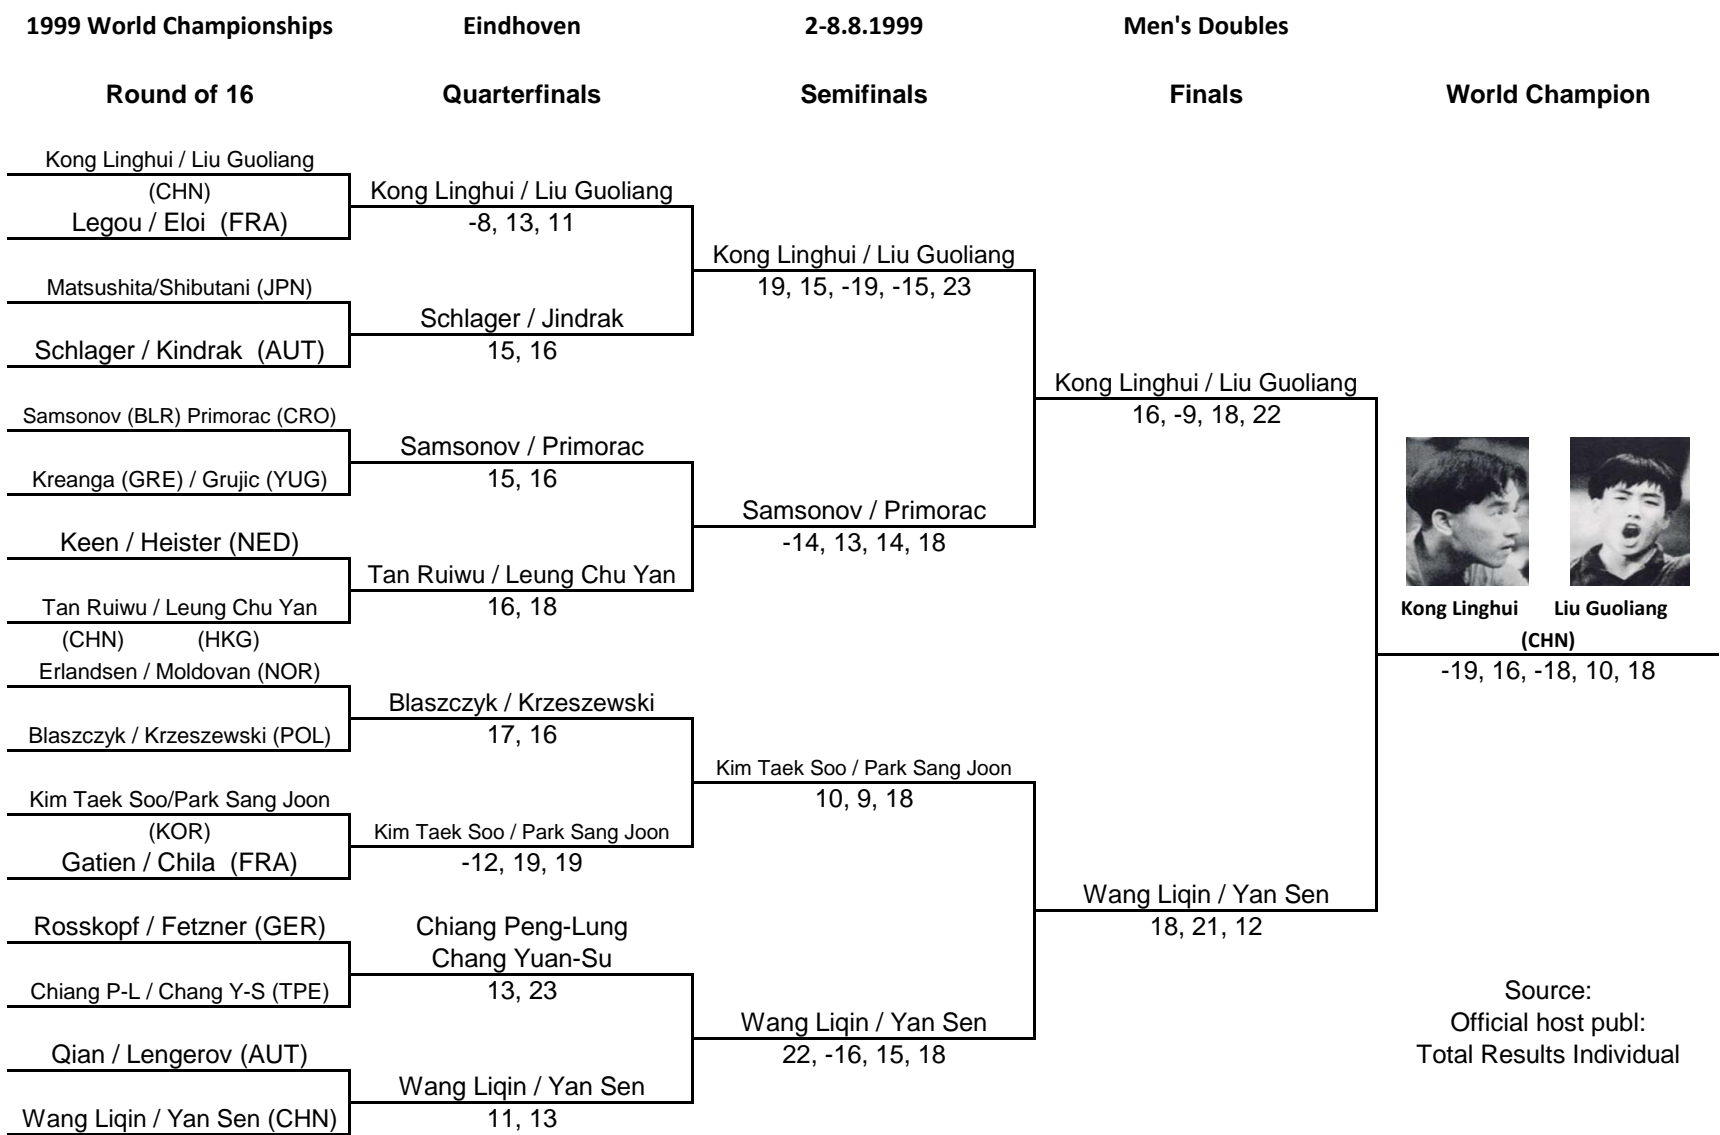 1999 World Championships Eindhoven 2-8.8.1999 Men's Doubles
Round of 16 Quarterfinals Semifinals Finals World Champion
Kong Linghui / Liu Guoliang
(CHN)
Legou / Eloi (FRA)
Matsushita/Shibutani (JPN)
Schlager / Kindrak (AUT)
Samsonov (BLR) Primorac (CRO)
Kreanga (GRE) / Grujic (YUG)
Keen / Heister (NED)
Tan Ruiwu / Leung Chu Yan
(CHN) (HKG)
Erlandsen / Moldovan (NOR)
Blaszczyk / Krzeszewski (POL)
Kim Taek Soo/Park Sang Joon
(KOR)
Gatien / Chila (FRA)
Rosskopf / Fetzner (GER)
Chiang P-L / Chang Y-S (TPE)
Qian / Lengerov (AUT)
Wang Liqin / Yan Sen (CHN)
Kong Linghui / Liu Guoliang
-8, 13, 11
Schlager / Jindrak
15, 16
Samsonov / Primorac
15, 16
Tan Ruiwu / Leung Chu Yan
16, 18
Blaszczyk / Krzeszewski
17, 16
Kim Taek Soo / Park Sang Joon
-12, 19, 19
Chiang Peng-Lung
Chang Yuan-Su
13, 23
Wang Liqin / Yan Sen
11, 13
Kong Linghui / Liu Guoliang
19, 15, -19, -15, 23
Samsonov / Primorac
-14, 13, 14, 18
Kim Taek Soo / Park Sang Joon
10, 9, 18
Wang Liqin / Yan Sen
22, -16, 15, 18
Kong Linghui / Liu Guoliang
16, -9, 18, 22
Wang Liqin / Yan Sen
18, 21, 12
Kong Linghui Liu Guoliang
(CHN)
-19, 16, -18, 10, 18
Source:
Official host publ:
Total Results Individual